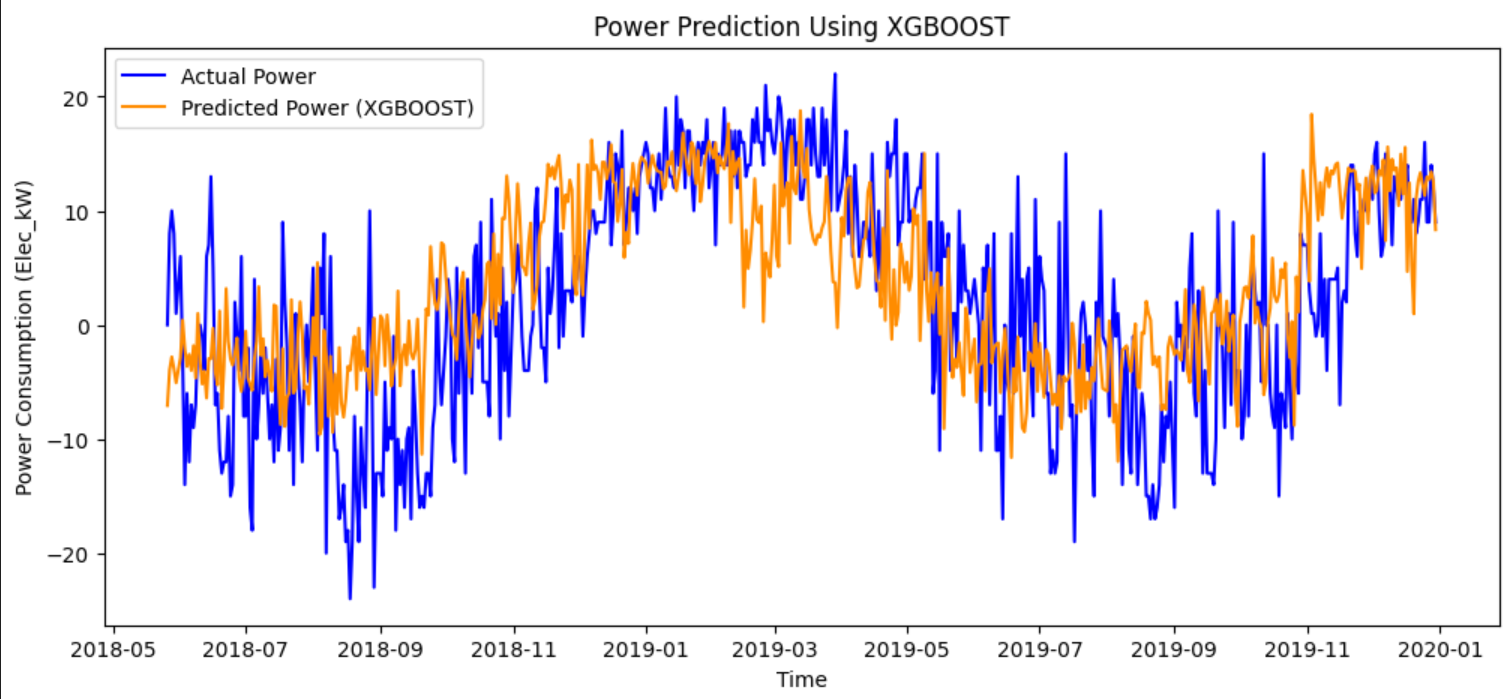 Power Prediction Using XGBOOST
Actual Power
Predicted Power (XGBOOST)
Power Consumption (Elec_kW)
20
10
0
−10
−20
2018-05 2018-07 2018-09 2018-11 2019-01 2019-03 2019-05 2019-07 2019-09 2019-11 2020-01
Time